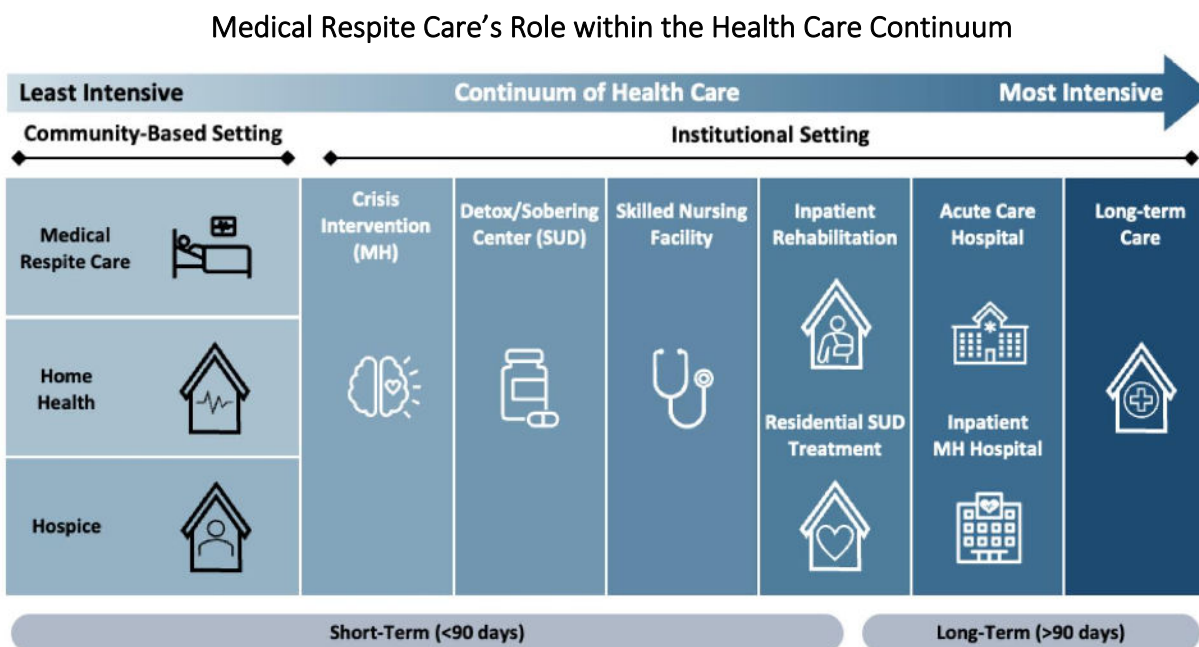 Medical Respite Care’s Role within the Health Care Continuum
Least Intensive
Continuum of Health Care
Most Intensive
Community-Based Setting
Institutional Setting
Medical
Respite Care
Home
Health
Hospice
Crisis
Intervention
(MH)
Detox/Sobering
Center (SUD)
Skilled Nursing
Facility
Inpatient
Rehabilitation
Residential SUD
Treatment
Acute Care
Hospital
Inpatient
MH Hospital
Long-term
Care
Short-Term (<90 days)
Long-Term (>90 days)